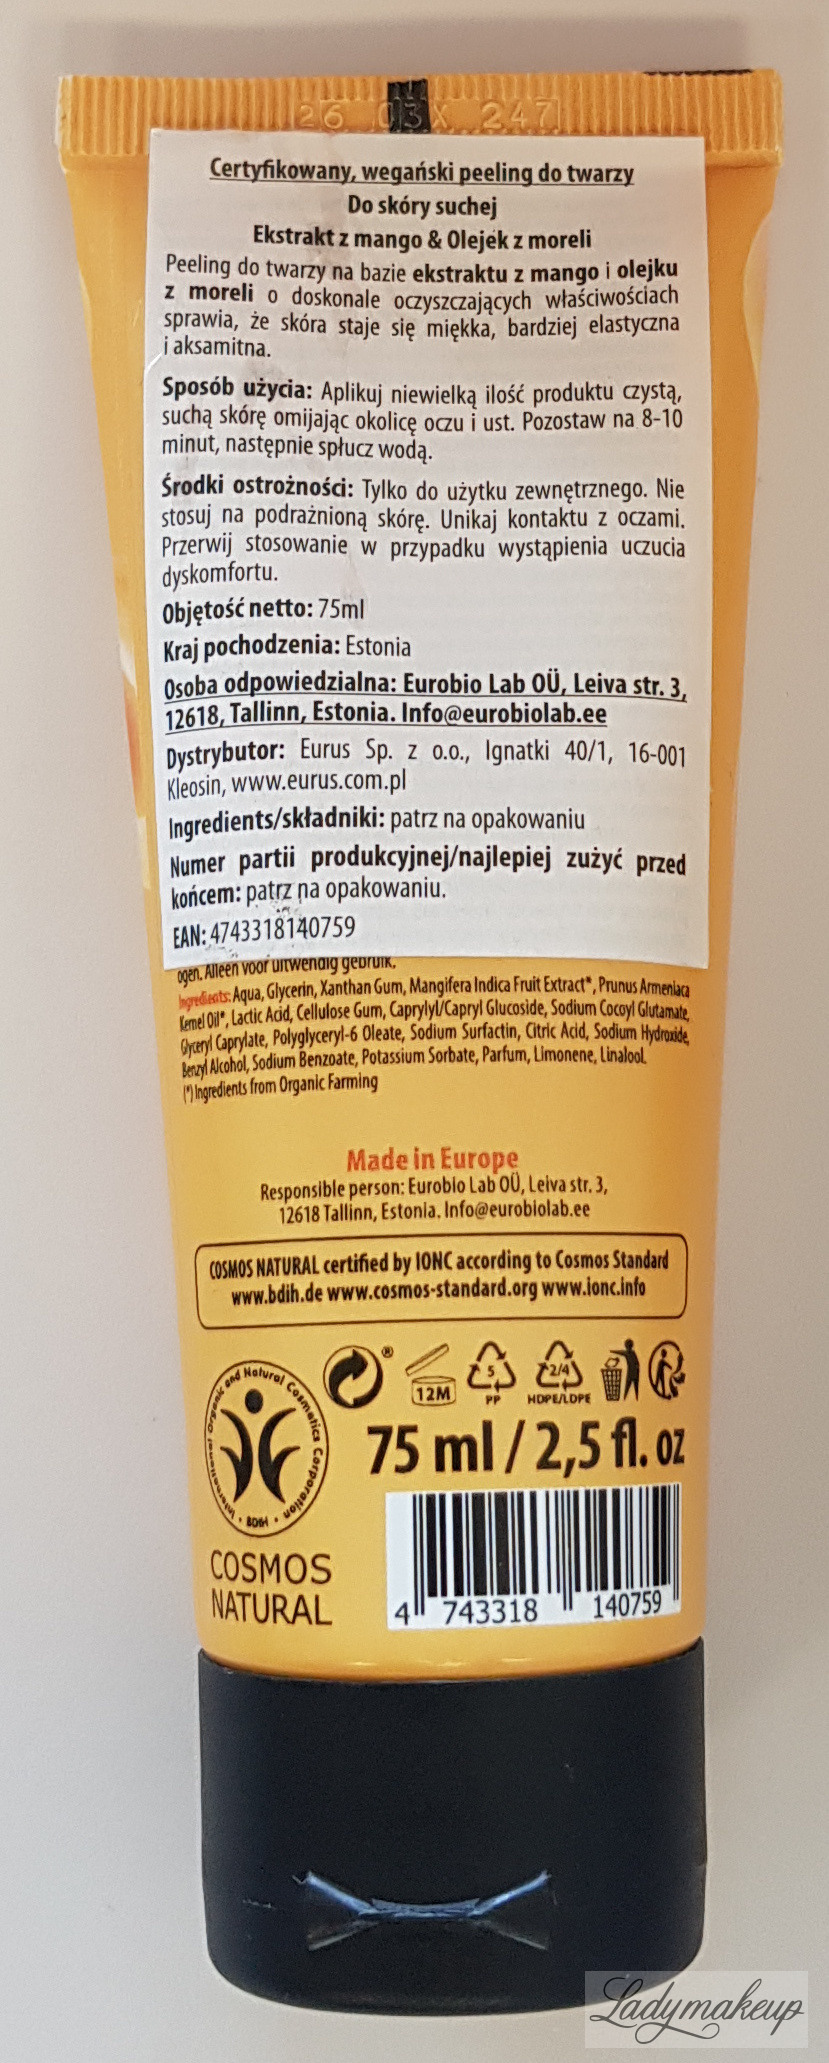 26 03X 247
Certyfikowany, wegański peeling do twarzy
Do skóry suchej
Ekstrakt z mango & Olejek z moreli
Peeling do twarzy na bazie ekstraktu z mango i olejku
z moreli o doskonale oczyszczających właściwościach
sprawia, że skóra staje się miękka, bardziej elastyczna
i aksamitna.
Sposób użycia: Aplikuj niewielką ilość produktu czystą,
suchą skórę omijając okolicę oczu i ust. Pozostaw na 8-10
minut, następnie spłucz wodą.
Środki ostrożności: Tylko do użytku zewnętrznego. Nie
stosuj na podrażnioną skórę. Unikaj kontaktu z oczami.
Przerwij stosowanie w przypadku wystąpienia uczucia
dyskomfortu.
Objętość netto: 75ml
Kraj pochodzenia: Estonia
Osoba odpowiedzialna: Eurobio Lab OÜ, Leiva str. 3,
12618, Tallinn, Estonia. Info@eurobiolab.ee
Dystrybutor: Eurus Sp. z o.o., Ignatki 40/1, 16-001
Kleosin, www.eurus.com.pl
Ingredients/składniki: patrz na opakowaniu
Numer partii produkcyjnej/najlepiej zużyć przed
końcem: patrz na opakowaniu.
EAN: 4743318140759
ogen. Alleen voor uitwendig gebruik.
Ingredients: Aqua, Glycerin, Xanthan Gum, Mangifera Indica Fruit Extract*, Prunus Armeniaca
Kernel Oil*, Lactic Acid, Cellulose Gum, Caprylyl/Capryl Glucoside, Sodium Cocoyl Glutamate,
Glyceryl Caprylate, Polyglyceryl-6 Oleate, Sodium Surfactin, Citric Acid, Sodium Hydroxide,
Benzyl Alcohol, Sodium Benzoate, Potassium Sorbate, Parfum, Limonene, Linalool.
(*) Ingredients from Organic Farming
Made in Europe
Responsible person: Eurobio Lab OÜ, Leiva str. 3,
12618 Tallinn, Estonia. Info@eurobiolab.ee
COSMOS NATURAL certified by IONC according to Cosmos Standard
www.bdih.de www.cosmos-standard.org www.ionc.info
®
12M
5
PP
2/4
HDPE/LDPE
International Organic and Natural Cosmetics Corporation
• BDIH •
75 ml / 2,5 fl. oz
COSMOS
NATURAL
4 743318 140759
Ladymakeup